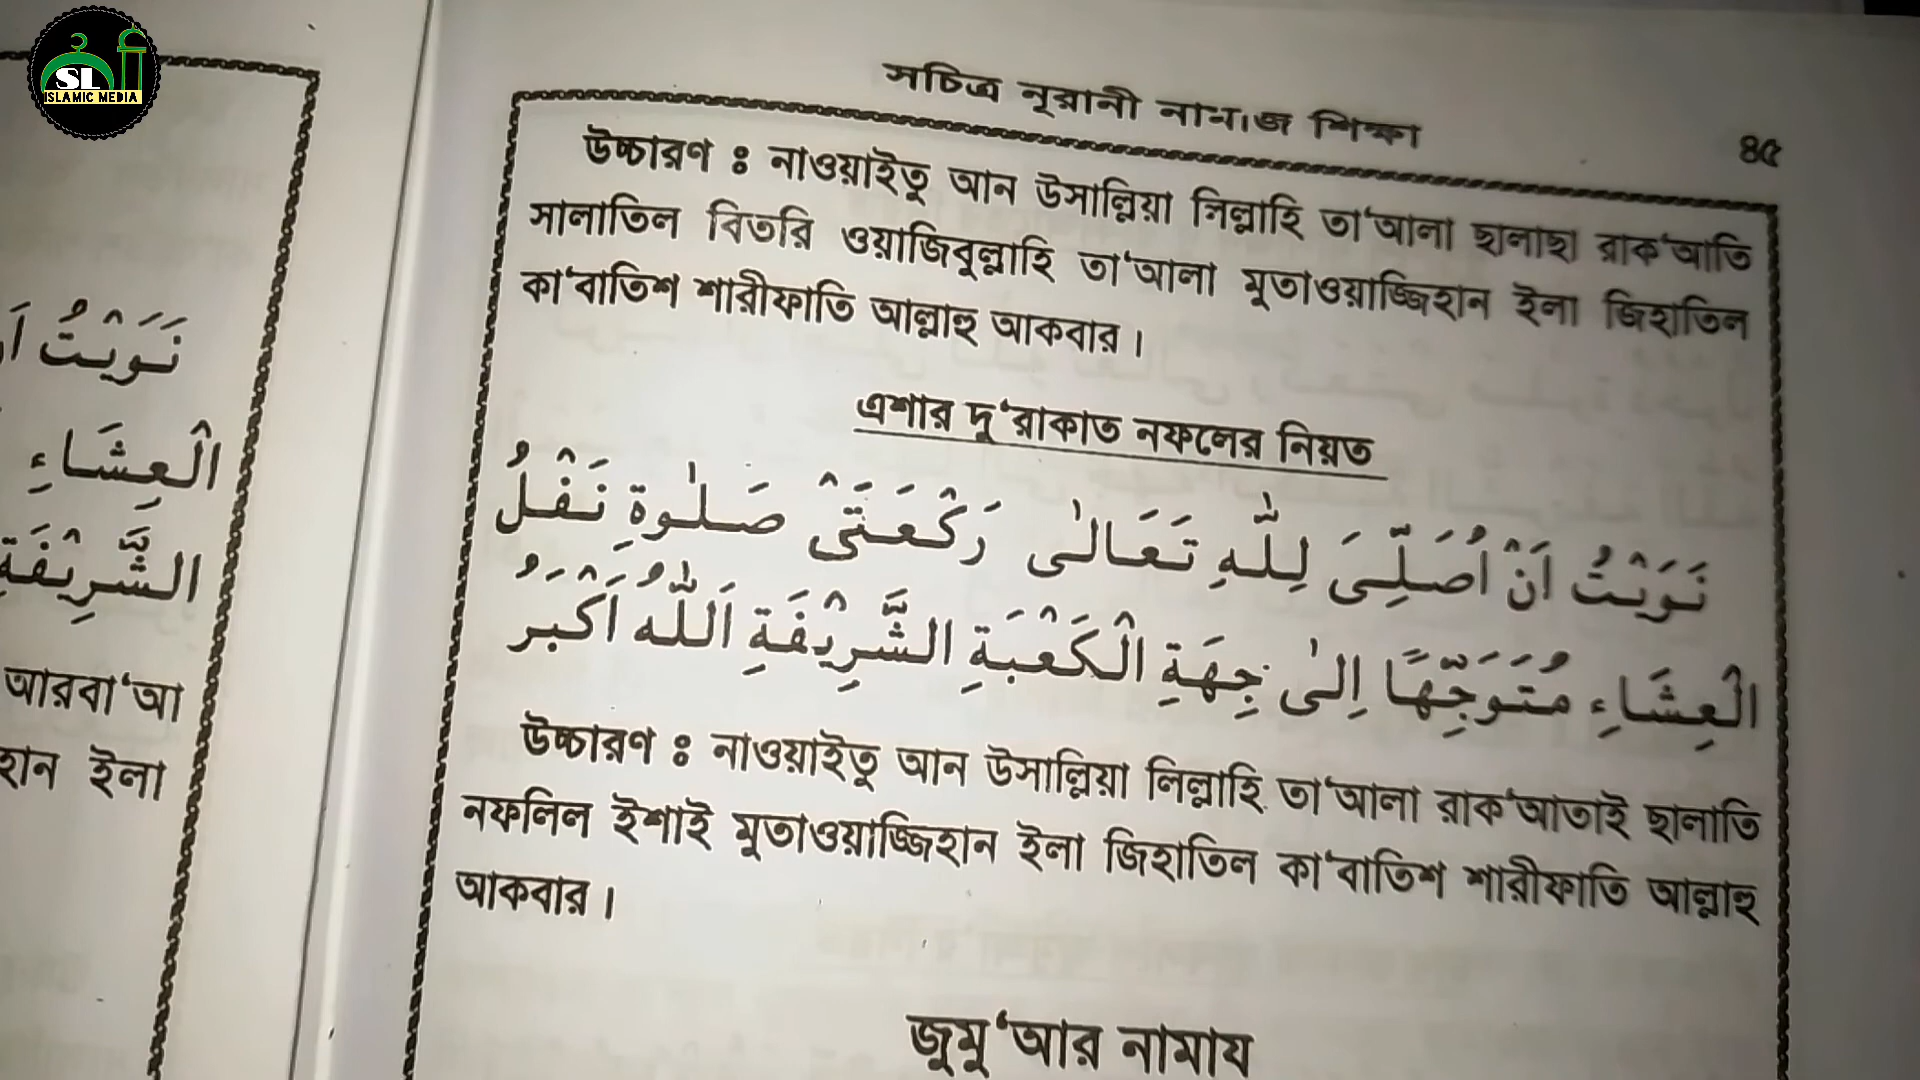 SL
ISLAMIC MEDIA
نَوَيْتُ
الْعِشَاءِ
الشَّرِيْفَةِ
আরবা‘আ
হান ইলা
সচিত্র নূরানী নামাজ শিক্ষা
৪৫
উচ্চারণ ঃ নাওয়াইতু আন উসাল্লিয়া লিল্লাহি তা‘আলা ছালাছা রাক‘আতি
সালাতিল বিতরি ওয়াজিবুল্লাহি তা‘আলা মুতাওয়াজ্জিহান ইলা জিহাতিল
কা‘বাতিশ শারীফাতি আল্লাহু আকবার।
এশার দু‘রাকাত নফলের নিয়ত
نَوَيْتُ اَنْ اُصَلِّىَ لِلّٰهِ تَعَالٰى رَكْعَتَىْ صَلٰوةِ نَفْلُ
الْعِشَاءِ مُتَوَجِّهًا اِلٰى جِهَةِ الْكَعْبَةِ الشَّرِيْفَةِ اَللّٰهُ اَكْبَرُ
উচ্চারণ ঃ নাওয়াইতু আন উসাল্লিয়া লিল্লাহি তা‘আলা রাক‘আতাই ছালাতি
নফলিল ইশাই মুতাওয়াজ্জিহান ইলা জিহাতিল কা‘বাতিশ শারীফাতি আল্লাহু
আকবার।
জুমু‘আর নামায